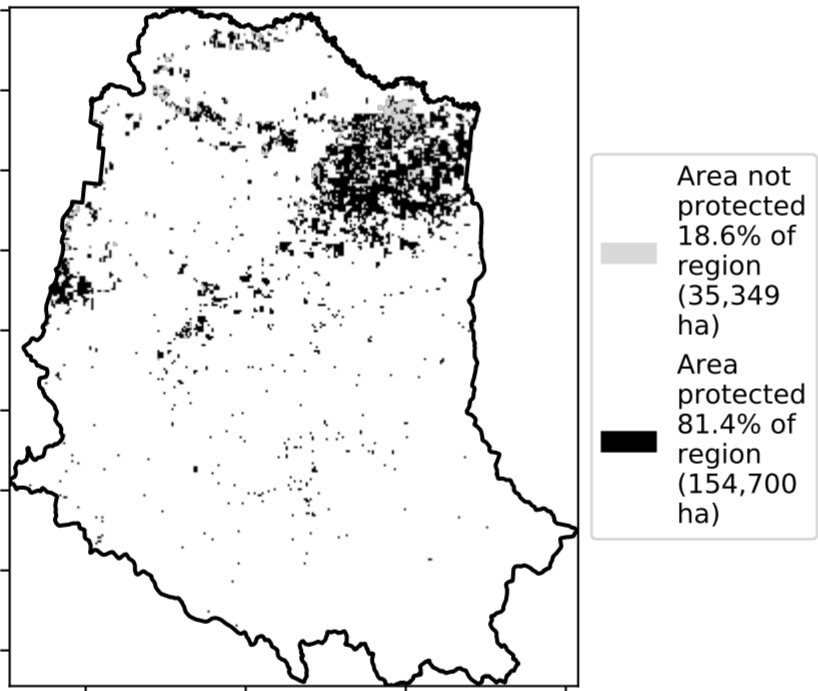 Area not
protected
18.6% of
region
(35,349
ha)
Area
protected
81.4% of
region
(154,700
ha)